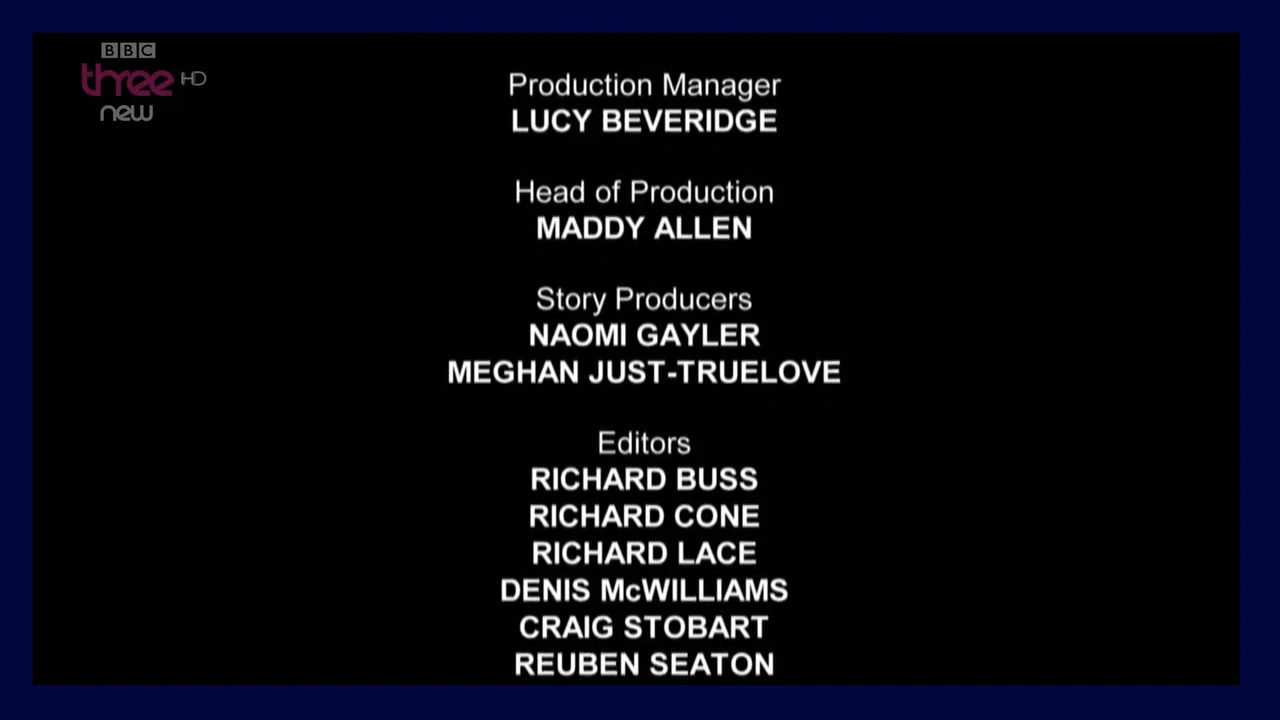 BBC
three HD
new
Production Manager
LUCY BEVERIDGE
Head of Production
MADDY ALLEN
Story Producers
NAOMI GAYLER
MEGHAN JUST-TRUELOVE
Editors
RICHARD BUSS
RICHARD CONE
RICHARD LACE
DENIS McWILLIAMS
CRAIG STOBART
REUBEN SEATON